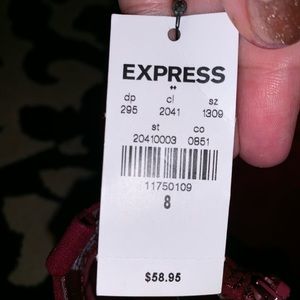 EXPRESS
dp cl sz
295 2041 1309
st co
20410003 0851
11750109
8
$58.95